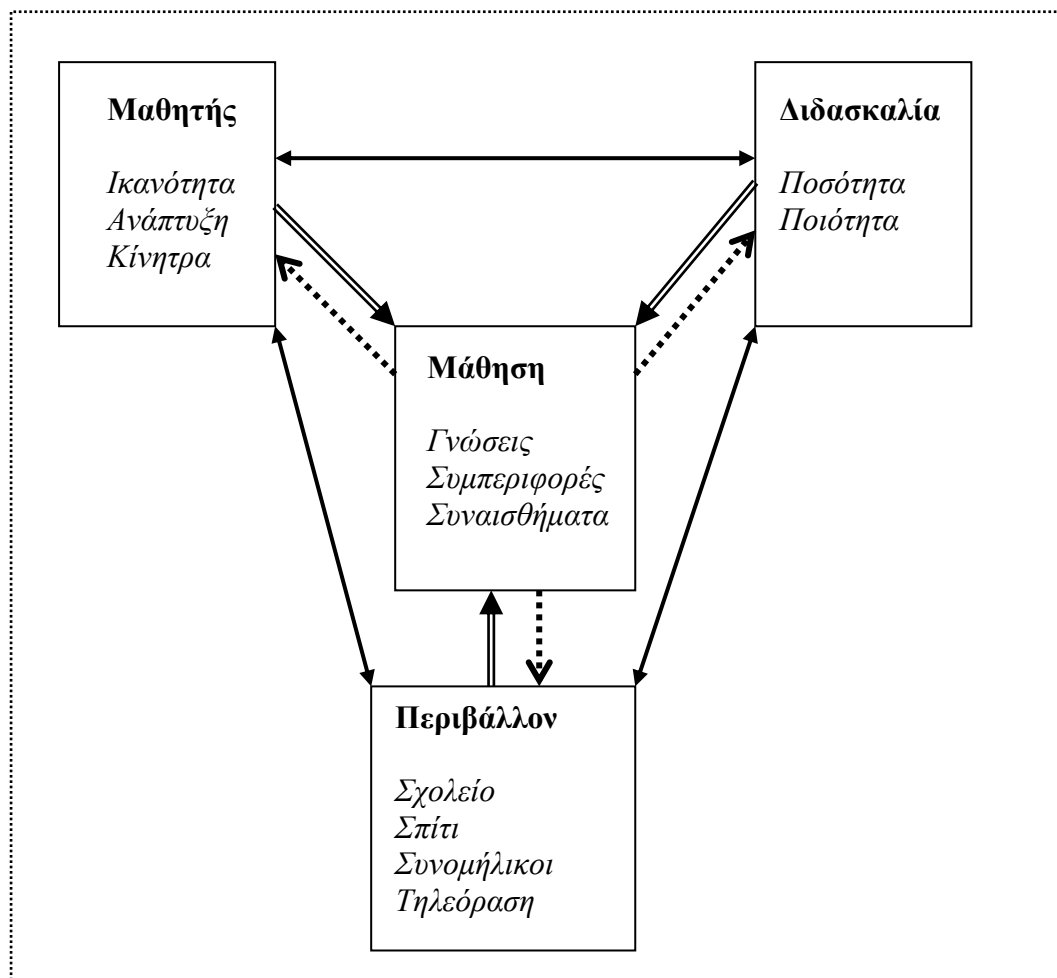 Μαθητής
Ικανότητα
Ανάπτυξη
Κίνητρα
Διδασκαλία
Ποσότητα
Ποιότητα
Μάθηση
Γνώσεις
Συμπεριφορές
Συναισθήματα
Περιβάλλον
Σχολείο
Σπίτι
Συνομήλικοι
Τηλεόραση